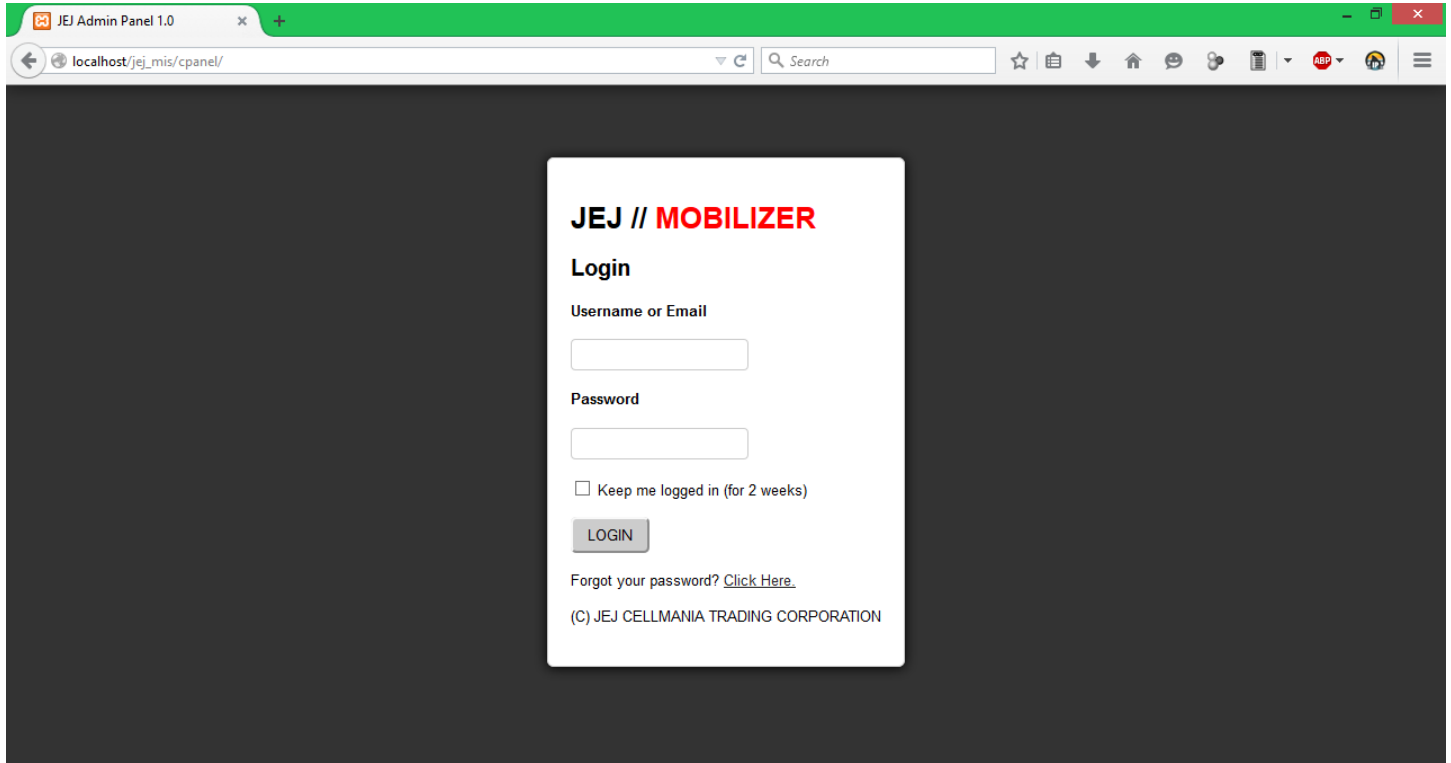 JEJ Admin Panel 1.0
localhost/jej_mis/cpanel/
Search
ABP
JEJ // MOBILIZER
Login
Username or Email
Password
Keep me logged in (for 2 weeks)
LOGIN
Forgot your password? Click Here.
(C) JEJ CELLMANIA TRADING CORPORATION